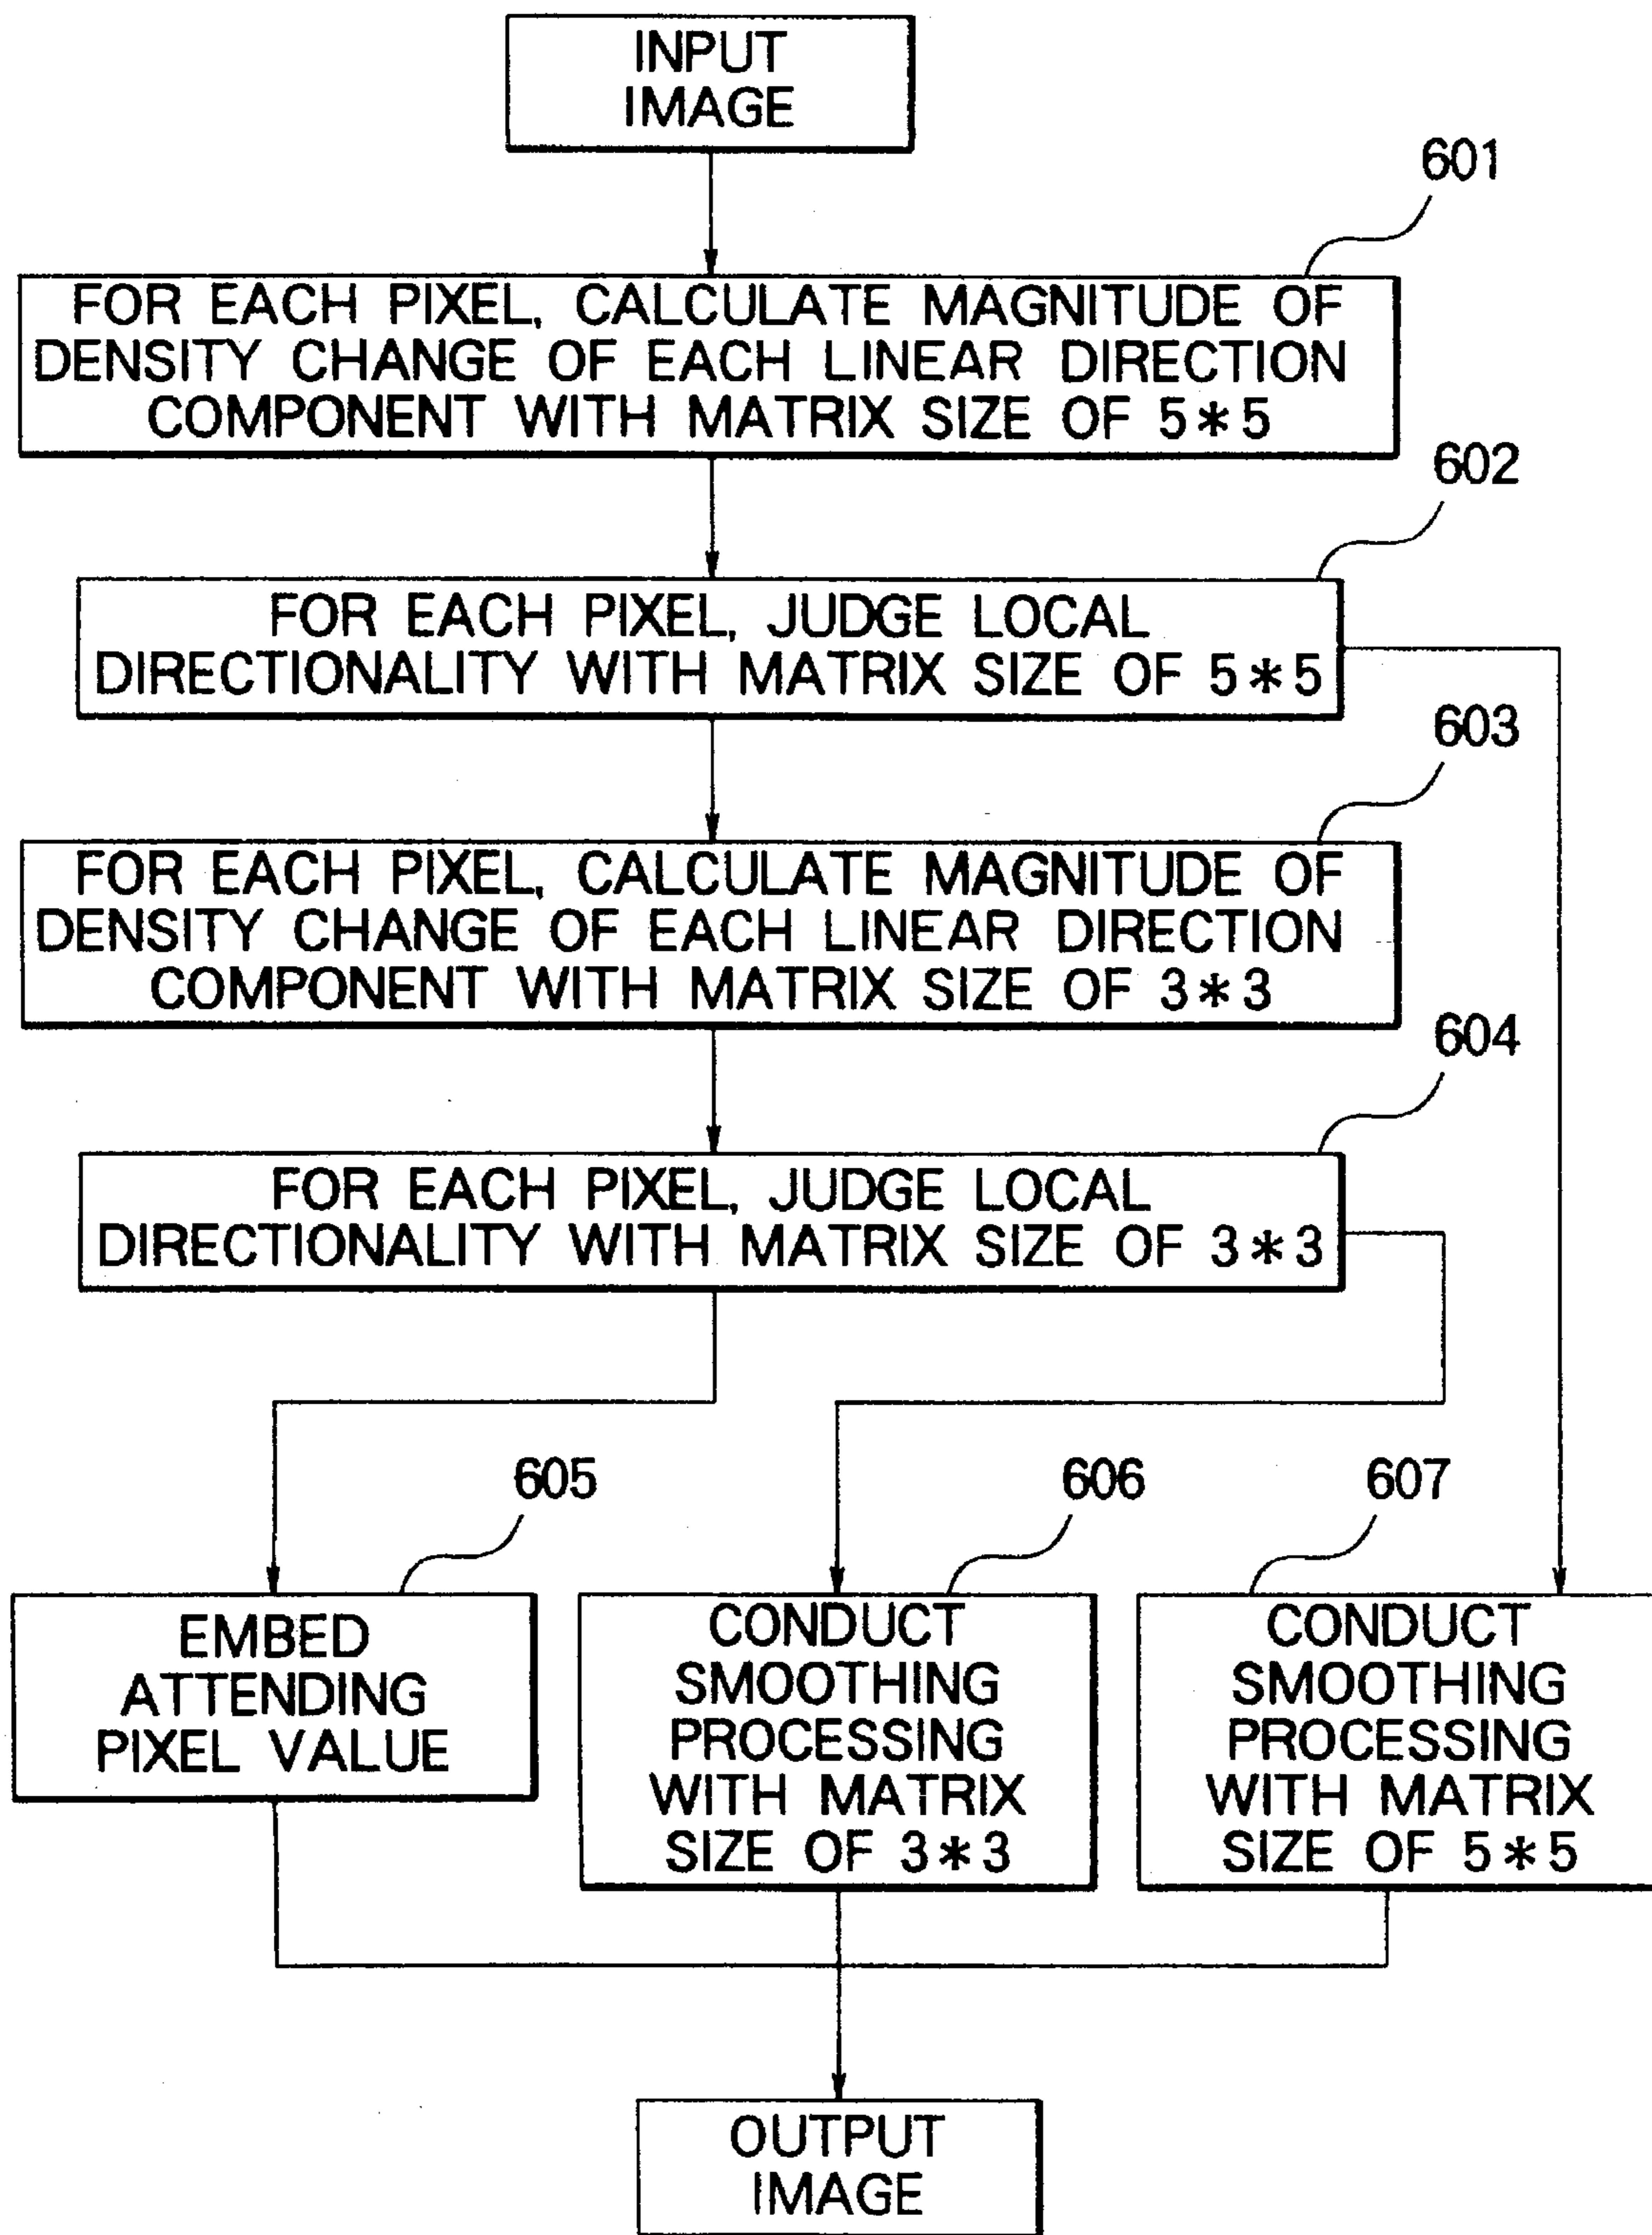 INPUT
IMAGE
601
FOR EACH PIXEL, CALCULATE MAGNITUDE OF
DENSITY CHANGE OF EACH LINEAR DIRECTION
COMPONENT WITH MATRIX SIZE OF 5*5
602
FOR EACH PIXEL, JUDGE LOCAL
DIRECTIONALITY WITH MATRIX SIZE OF 5*5
603
FOR EACH PIXEL, CALCULATE MAGNITUDE OF
DENSITY CHANGE OF EACH LINEAR DIRECTION
COMPONENT WITH MATRIX SIZE OF 3*3
604
FOR EACH PIXEL, JUDGE LOCAL
DIRECTIONALITY WITH MATRIX SIZE OF 3*3
605
EMBED
ATTENDING
PIXEL VALUE
606
CONDUCT
SMOOTHING
PROCESSING
WITH MATRIX
SIZE OF 3*3
607
CONDUCT
SMOOTHING
PROCESSING
WITH MATRIX
SIZE OF 5*5
OUTPUT
IMAGE